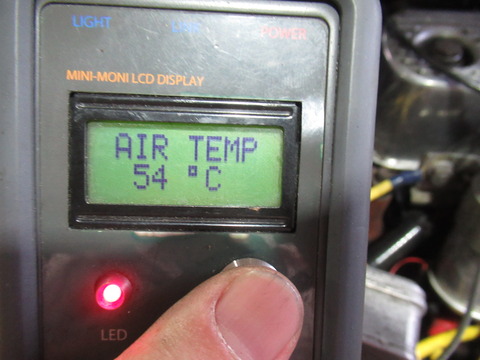 LIGHT POWER
MINI-MONI LCD DISPLAY
AIR TEMP
54 °C
LED